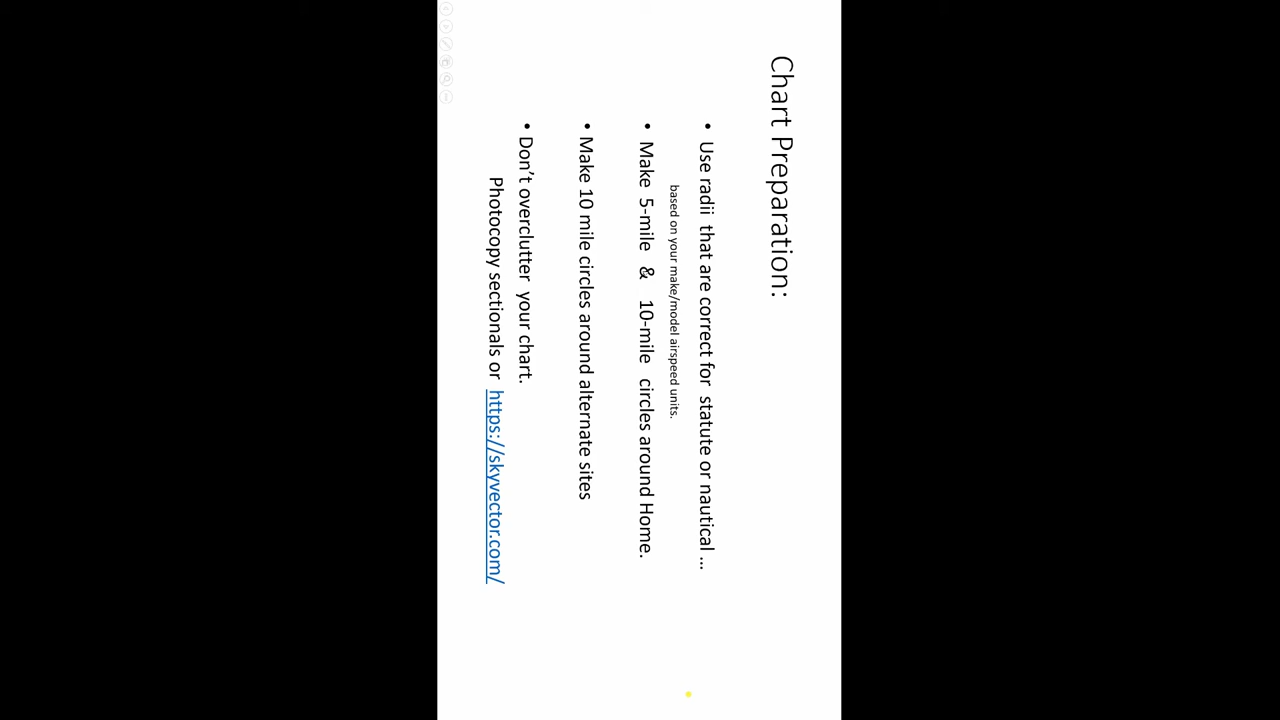 Chart Preparation:
• Use radii that are correct for statute or nautical ...
based on your make/model airspeed units.
• Make 5-mile & 10-mile circles around Home.
• Make 10 mile circles around alternate sites
• Don't overclutter your chart.
Photocopy sectionals or https://skyvector.com/